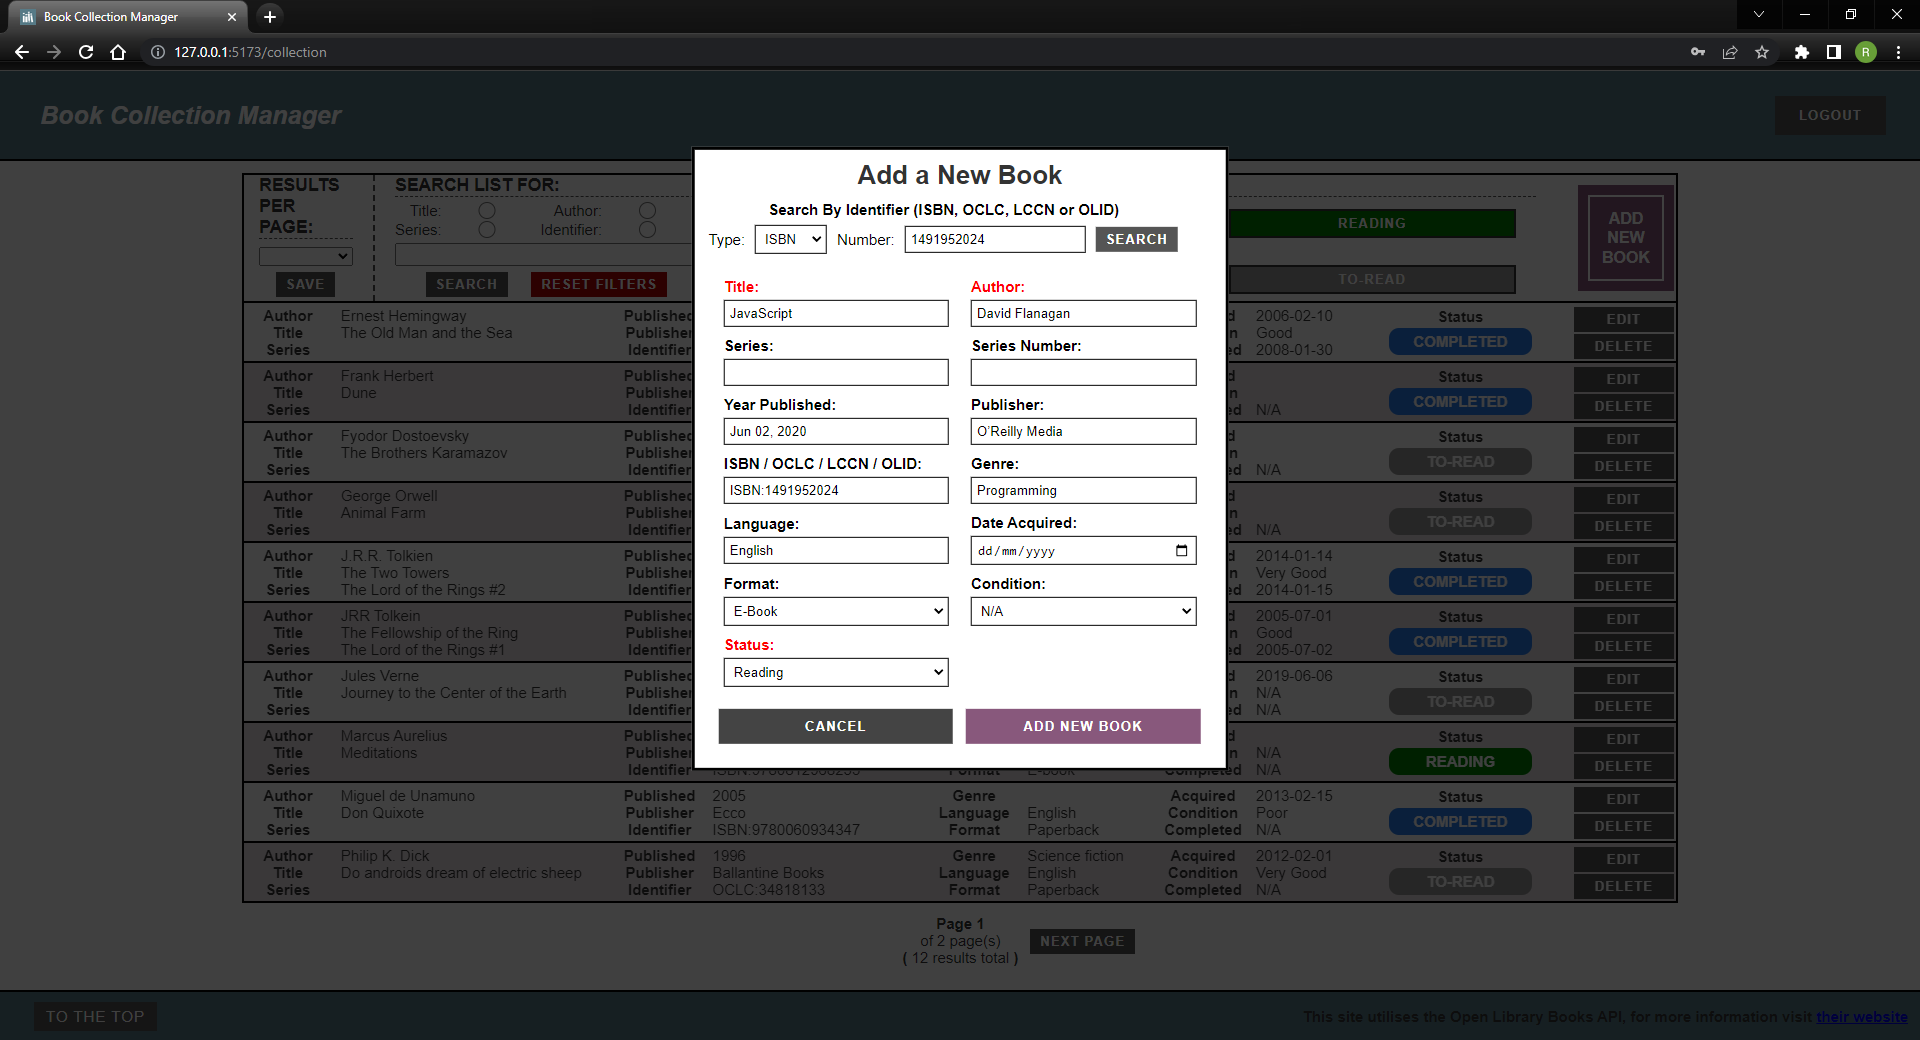 Book Collection Manager
127.0.0.1:5173/collection
R
Book Collection Manager
LOGOUT
RESULTS PER PAGE:
SAVE
SEARCH LIST FOR:
Title: Author:
Series: Identifier:
SEARCH RESET FILTERS
READING
TO-READ
ADD NEW BOOK
Add a New Book
Search By Identifier (ISBN, OCLC, LCCN or OLID)
Type: ISBN Number: 1491952024 SEARCH
Title: Author:
JavaScript David Flanagan
Series: Series Number:
Year Published: Publisher:
Jun 02, 2020 O'Reilly Media
ISBN / OCLC / LCCN / OLID: Genre:
ISBN:1491952024 Programming
Language: Date Acquired:
English dd/mm/yyyy
Format: Condition:
E-Book N/A
Status:
Reading
CANCEL ADD NEW BOOK
Author Ernest Hemingway Published 2006-02-10 Status EDIT
Title The Old Man and the Sea Publisher Good COMPLETED
Series Identifier 2008-01-30 DELETE
Author Frank Herbert Published Status EDIT
Title Dune Publisher COMPLETED
Series Identifier N/A DELETE
Author Fyodor Dostoevsky Published Status EDIT
Title The Brothers Karamazov Publisher TO-READ
Series Identifier N/A DELETE
Author George Orwell Published Status EDIT
Title Animal Farm Publisher TO-READ
Series Identifier N/A DELETE
Author J.R.R. Tolkien Published 2014-01-14 Status EDIT
Title The Two Towers Publisher Very Good COMPLETED
Series The Lord of the Rings #2 Identifier 2014-01-15 DELETE
Author JRR Tolkein Published 2005-07-01 Status EDIT
Title The Fellowship of the Ring Publisher Good COMPLETED
Series The Lord of the Rings #1 Identifier 2005-07-02 DELETE
Author Jules Verne Published 2019-06-06 Status EDIT
Title Journey to the Center of the Earth Publisher N/A TO-READ
Series Identifier N/A DELETE
Author Marcus Aurelius Published Status EDIT
Title Meditations Publisher N/A READING
Series Identifier Format E-book Completed N/A DELETE
Author Miguel de Unamuno Published 2005 Genre Acquired 2013-02-15 Status EDIT
Title Don Quixote Publisher Ecco Language English Condition Poor COMPLETED
Series Identifier ISBN:9780060934347 Format Paperback Completed N/A DELETE
Author Philip K. Dick Published 1996 Genre Science fiction Acquired 2012-02-01 Status EDIT
Title Do androids dream of electric sheep Publisher Ballantine Books Language English Condition Very Good TO-READ
Series Identifier OCLC:34818133 Format Paperback Completed N/A DELETE
Page 1
of 2 page(s)
( 12 results total )
NEXT PAGE
TO THE TOP
This site utilises the Open Library Books API, for more information visit their website